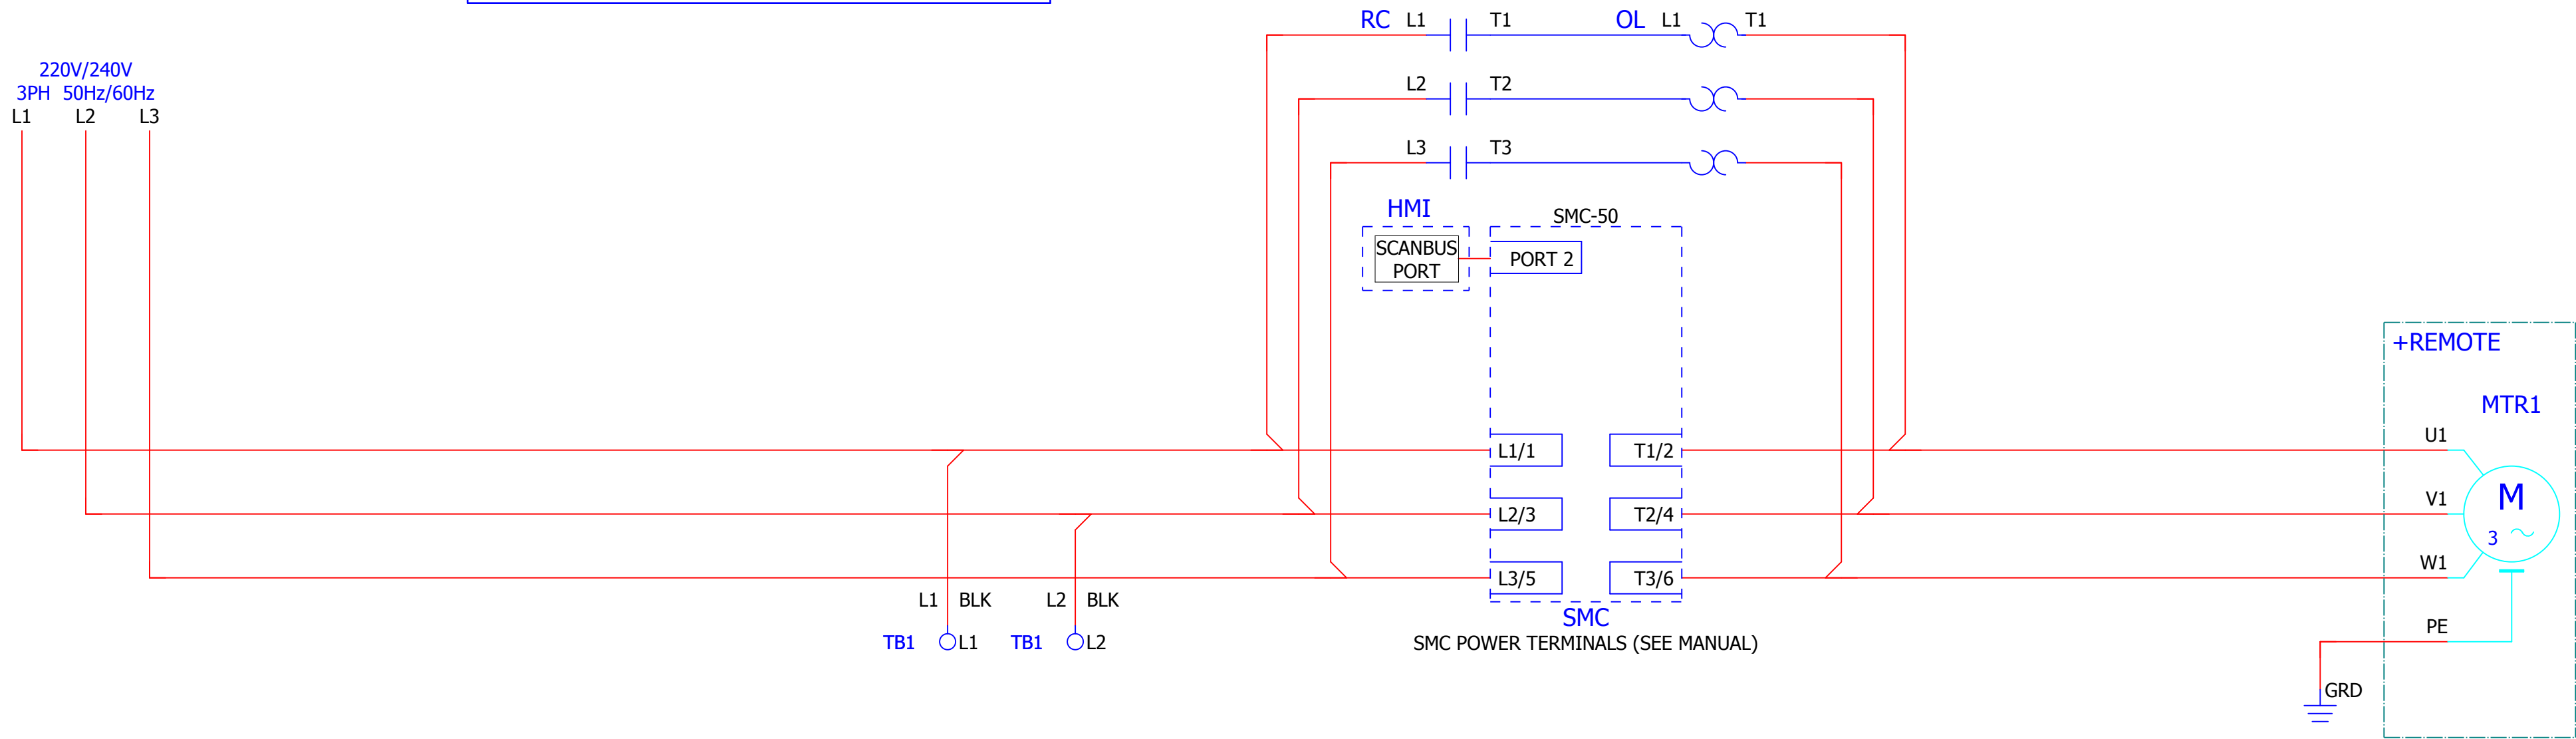 RC L1 T1 OL L1 T1
220V/240V
3PH 50Hz/60Hz
L1 L2 L3
L2 T2
L3 T3
HMI
SMC-50
SCANBUS
PORT
PORT 2
+REMOTE
MTR1
U1
L1/1 T1/2
V1
M
3
L2/3 T2/4
W1
L3/5 T3/6
L1 BLK L2 BLK
SMC
PE
TB1 L1 TB1 L2
SMC POWER TERMINALS (SEE MANUAL)
GRD